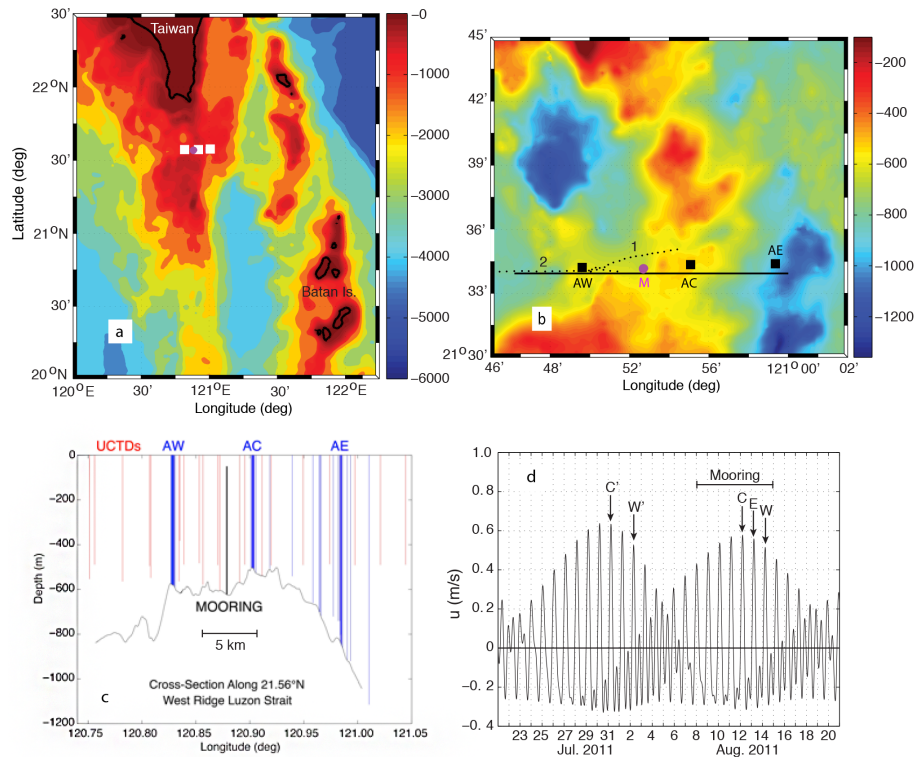 30'
22°N
30'
21°N
30'
20°N
120°E
30'
121°E
30'
122°E
Latitude (deg)
Longitude (deg)
Taiwan
Batan Is.
a
−0
−1000
−2000
−3000
−4000
−5000
−6000
45'
42'
39'
36'
33'
21°30'
46'
48'
52'
56'
121°00'
02'
Longitude (deg)
1
2
AW
M
AC
AE
b
−200
−400
−600
−800
−1000
−1200
UCTDs
AW
AC
AE
0
−200
−400
−600
−800
−1000
−1200
Depth (m)
MOORING
5 km
c
Cross-Section Along 21.56°N
West Ridge Luzon Strait
120.75
120.80
120.85
120.90
120.95
121.00
121.05
Longitude (deg)
d
Mooring
C'
W'
C
E
W
1.0
0.8
0.6
0.4
0.2
0
−0.2
−0.4
u (m/s)
23 25 27 29 31 2 4 6 8 10 12 14 16 18 20
Jul. 2011
Aug. 2011